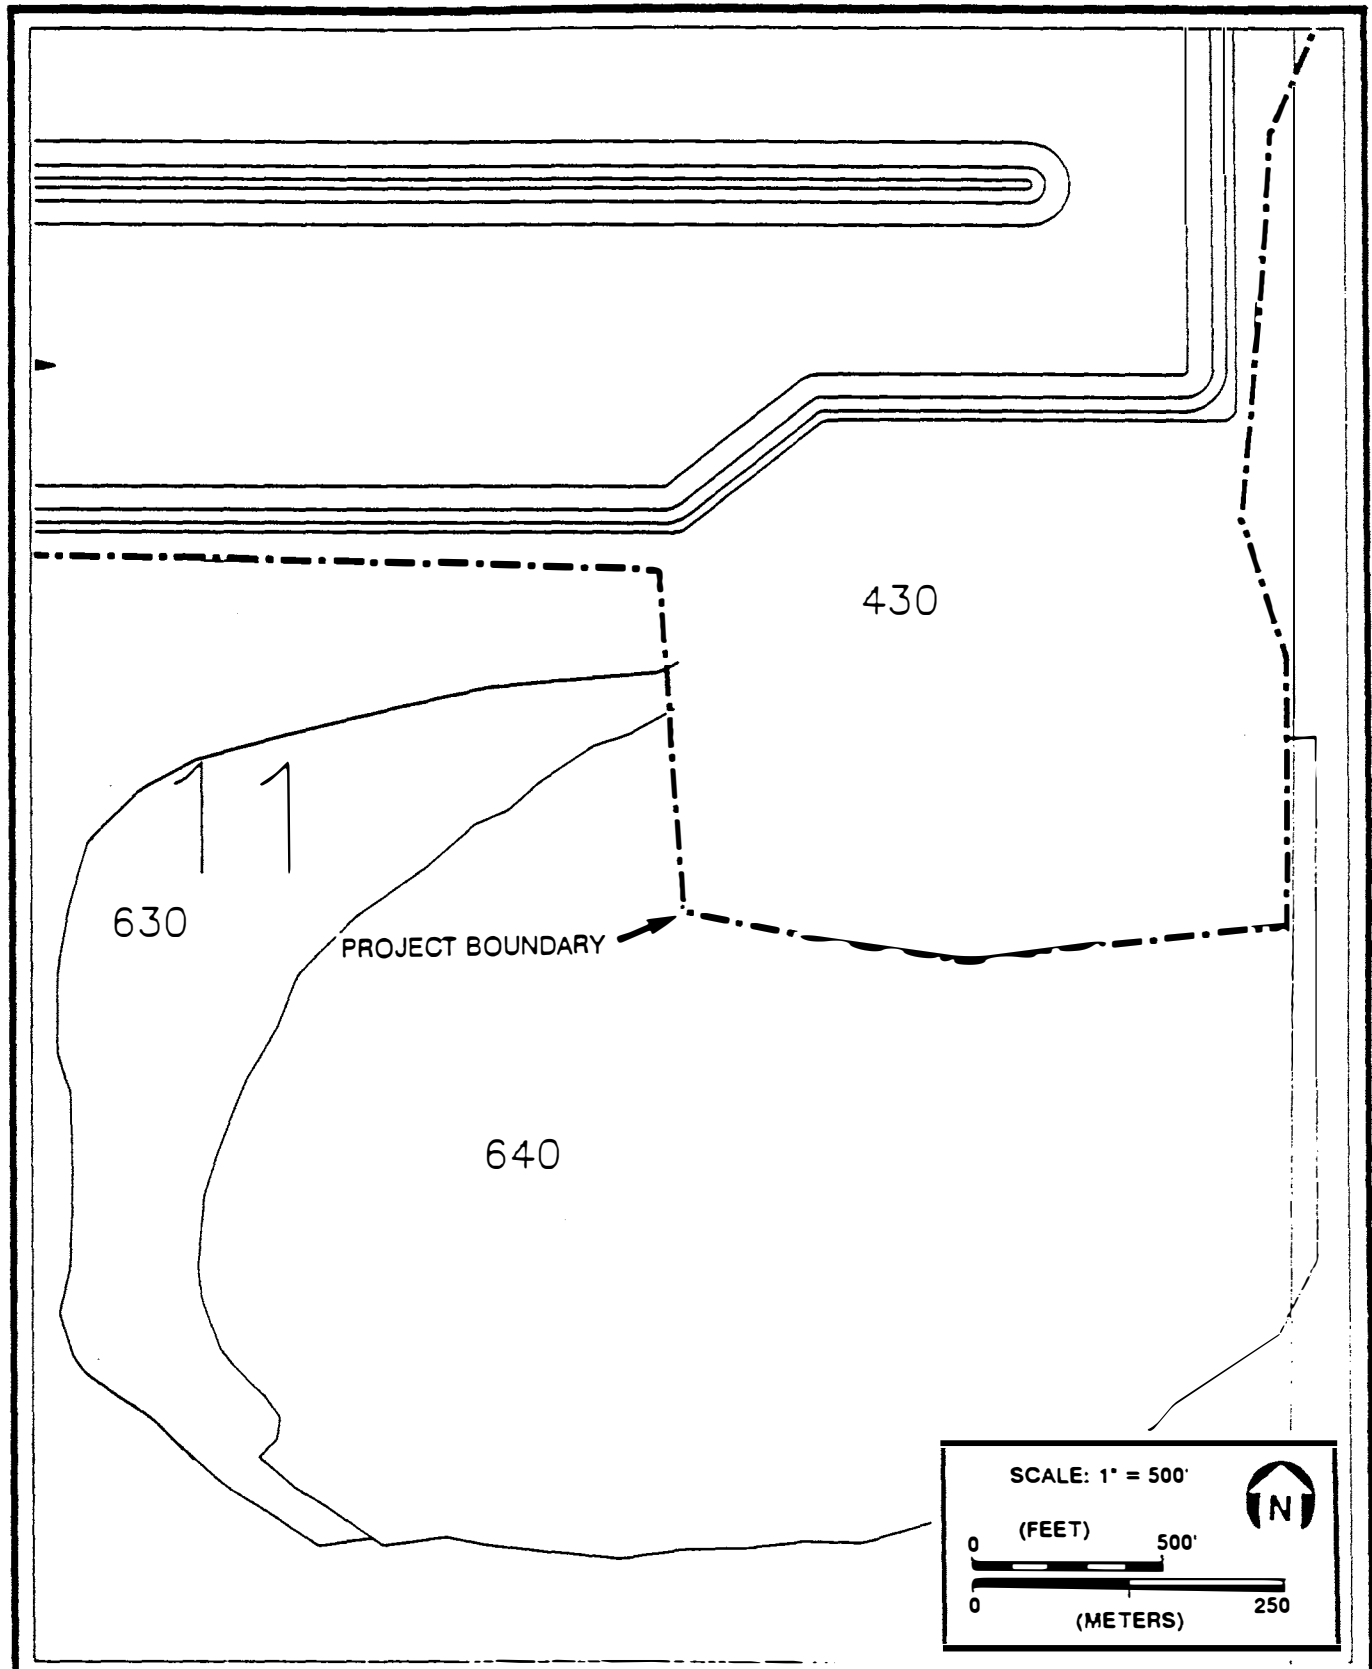 430
11
630
PROJECT BOUNDARY
640
SCALE: 1" = 500'
N
(FEET)
0 500'
0 250
(METERS)